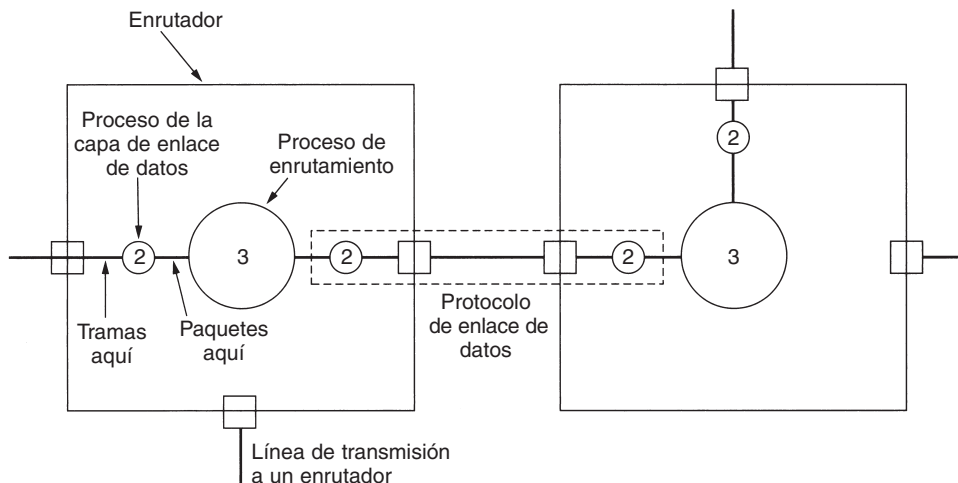 Enrutador
Proceso de la
capa de enlace
de datos
Proceso de
enrutamiento
2
2
3
2
2
3
Tramas
aquí
Paquetes
aquí
Protocolo
de enlace de
datos
Línea de transmisión
a un enrutador